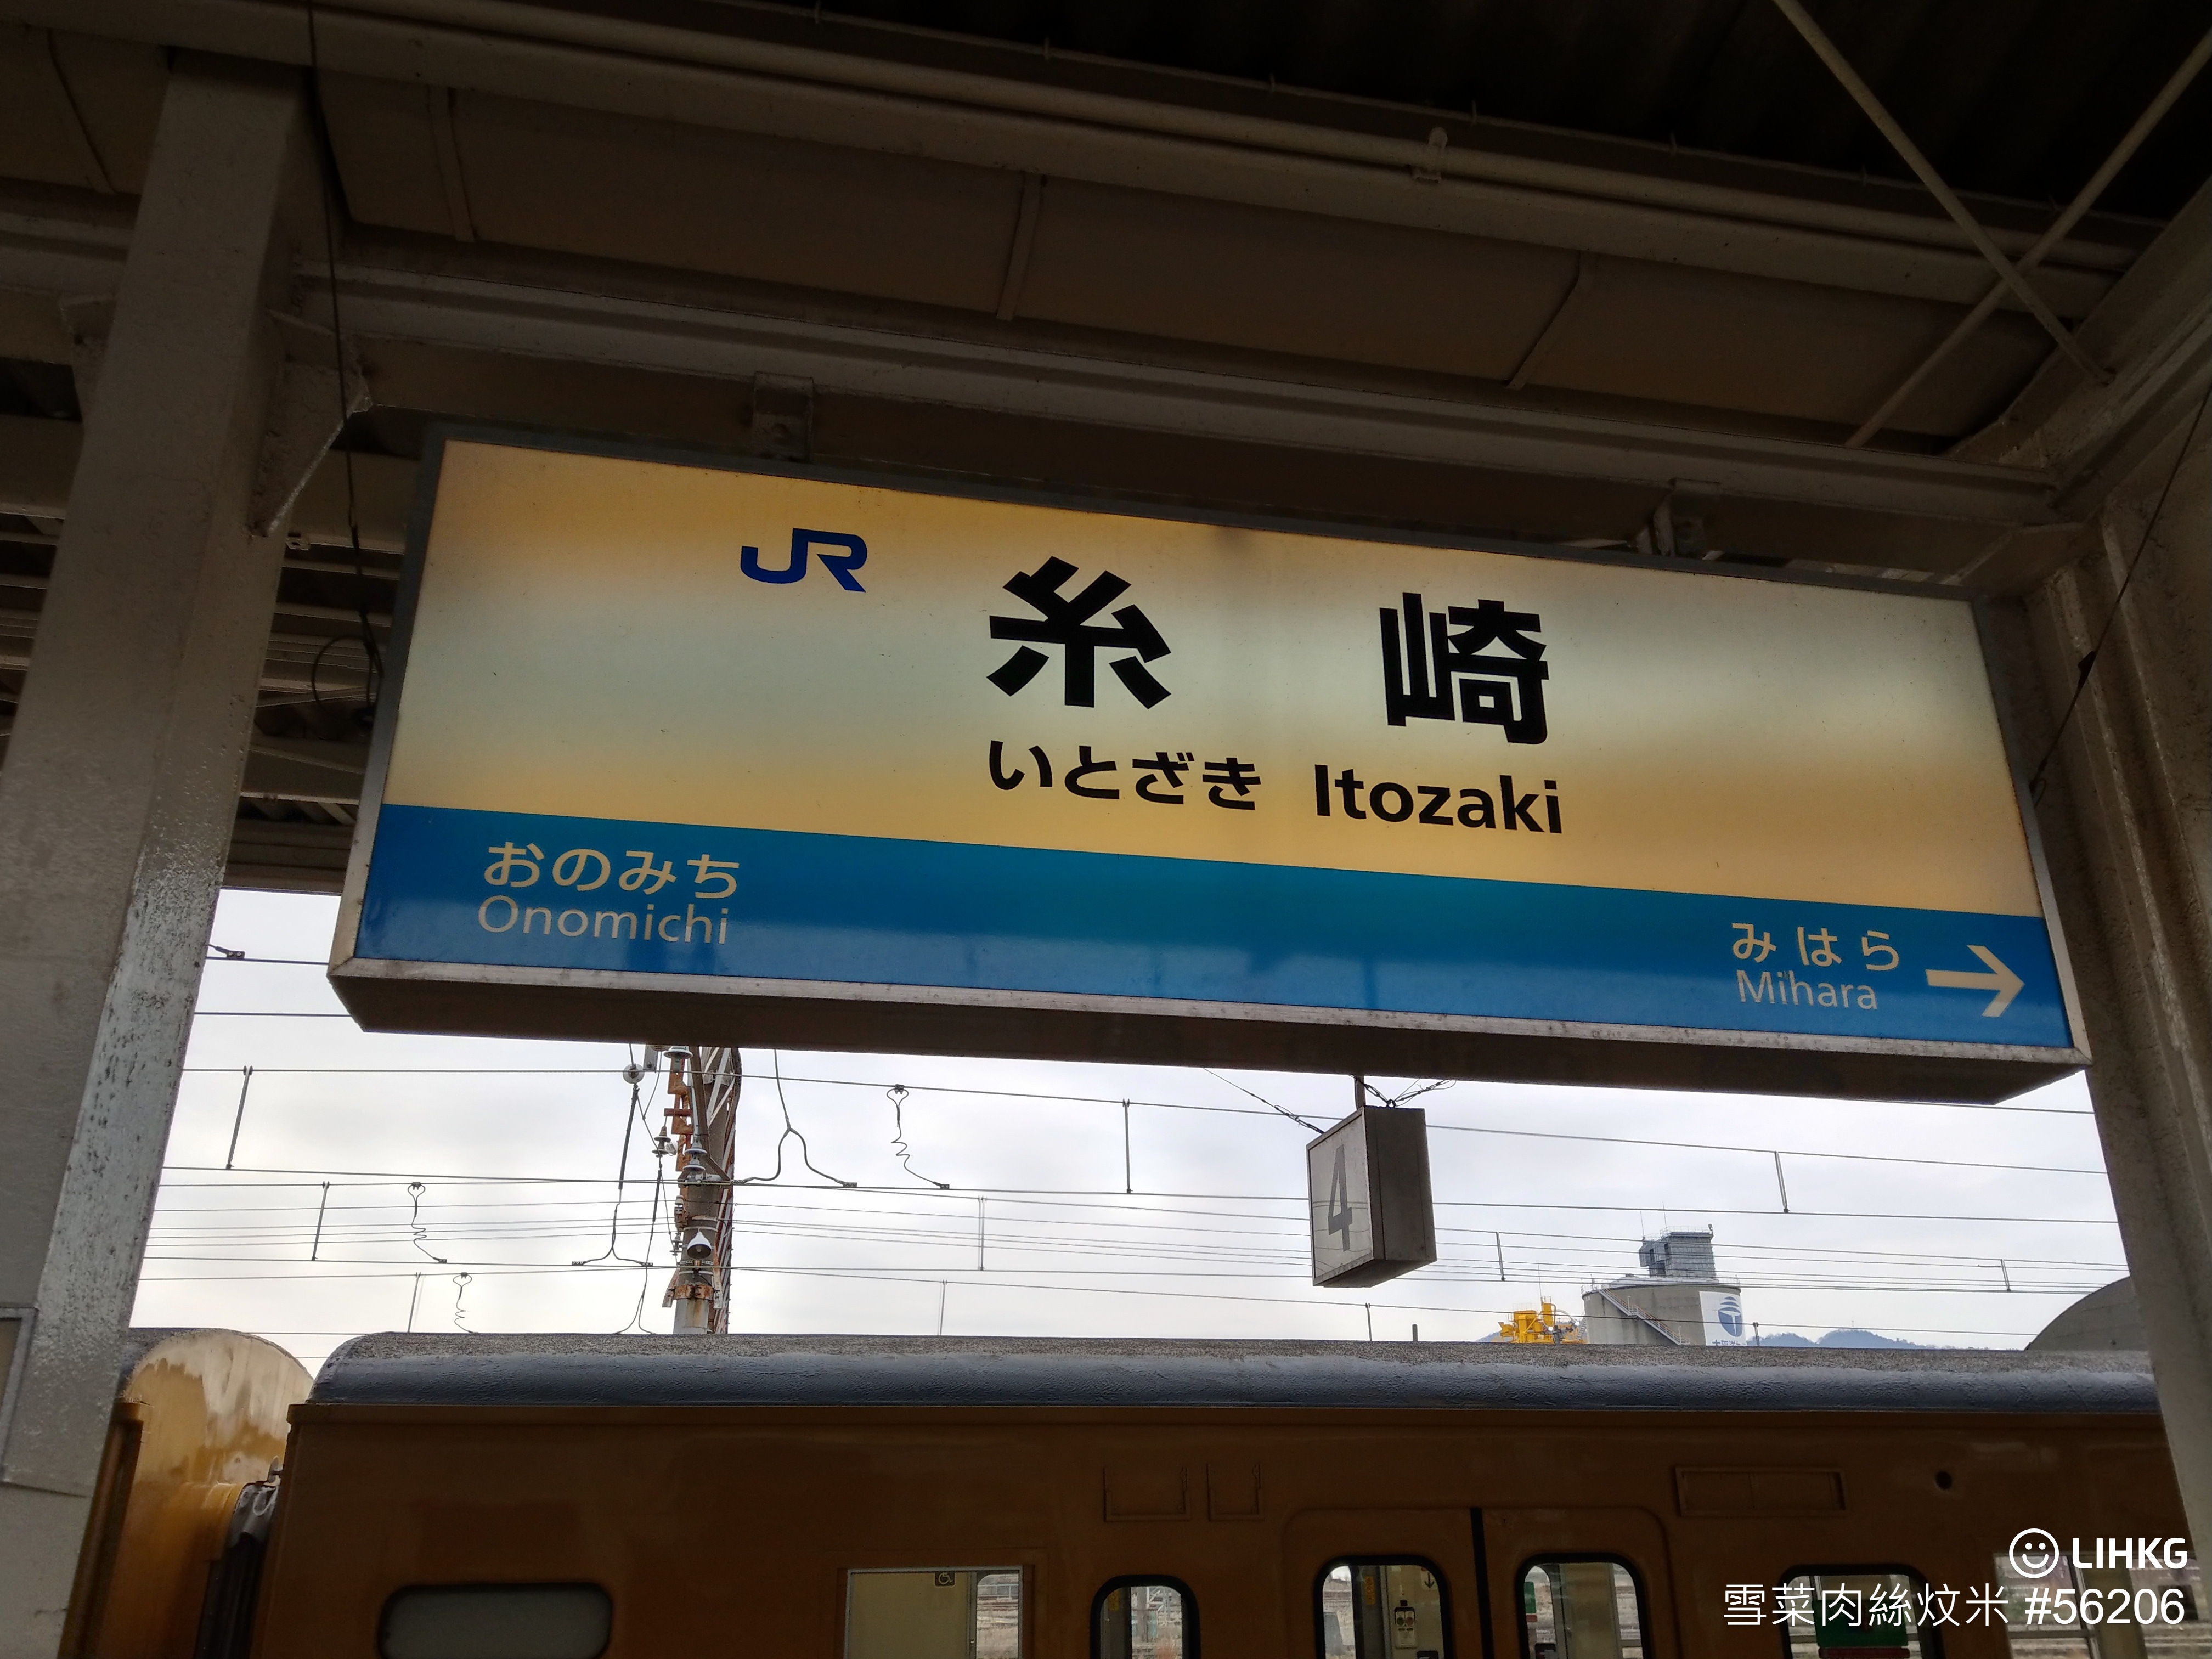 JR
糸崎
いとざき Itozaki
おのみち
Onomichi
みはら
Mihara
4
LIHKG
雪菜肉絲炆米 #56206